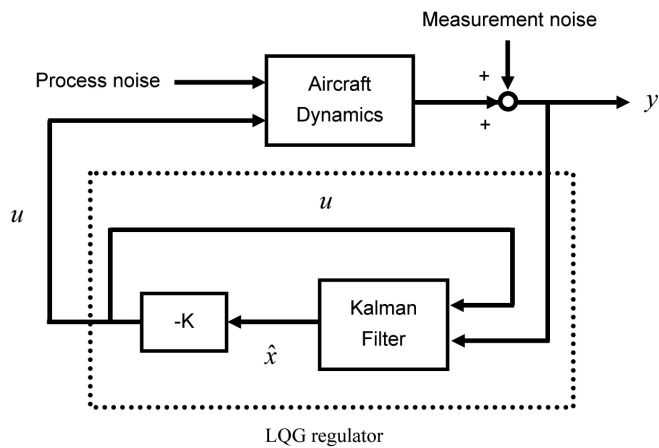 Measurement noise
Process noise
Aircraft
Dynamics
+
+
y
u
u
-K
x̂
Kalman
Filter
LQG regulator